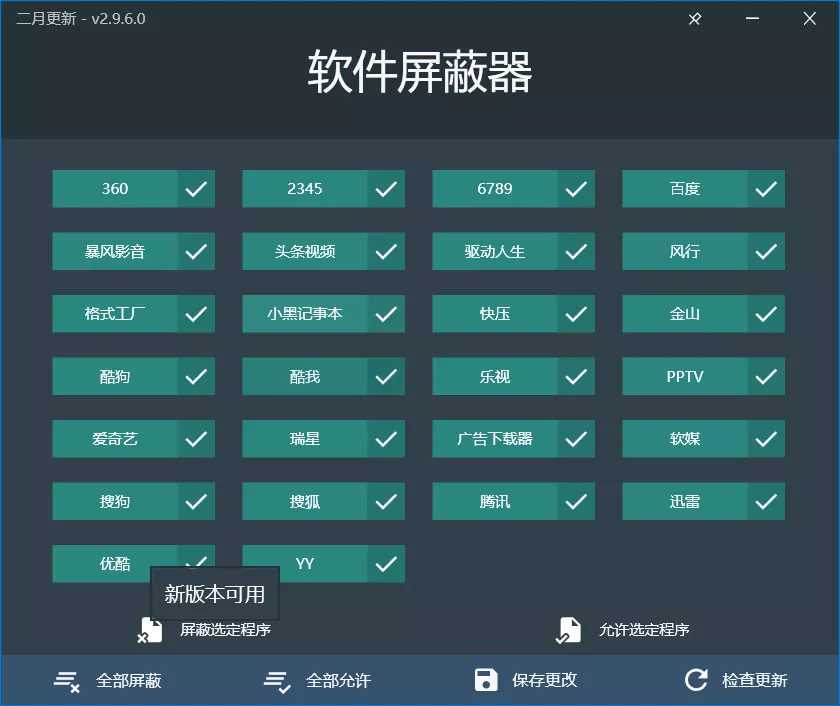 二月更新 - v2.9.6.0
软件屏蔽器
360 2345 6789 百度
暴风影音 头条视频 驱动人生 风行
格式工厂 小黑记事本 快压 金山
酷狗 酷我 乐视 PPTV
爱奇艺 瑞星 广告下载器 软媒
搜狗 搜狐 腾讯 迅雷
优酷 YY
新版本可用
屏蔽选定程序 允许选定程序
全部屏蔽 全部允许 保存更改 检查更新